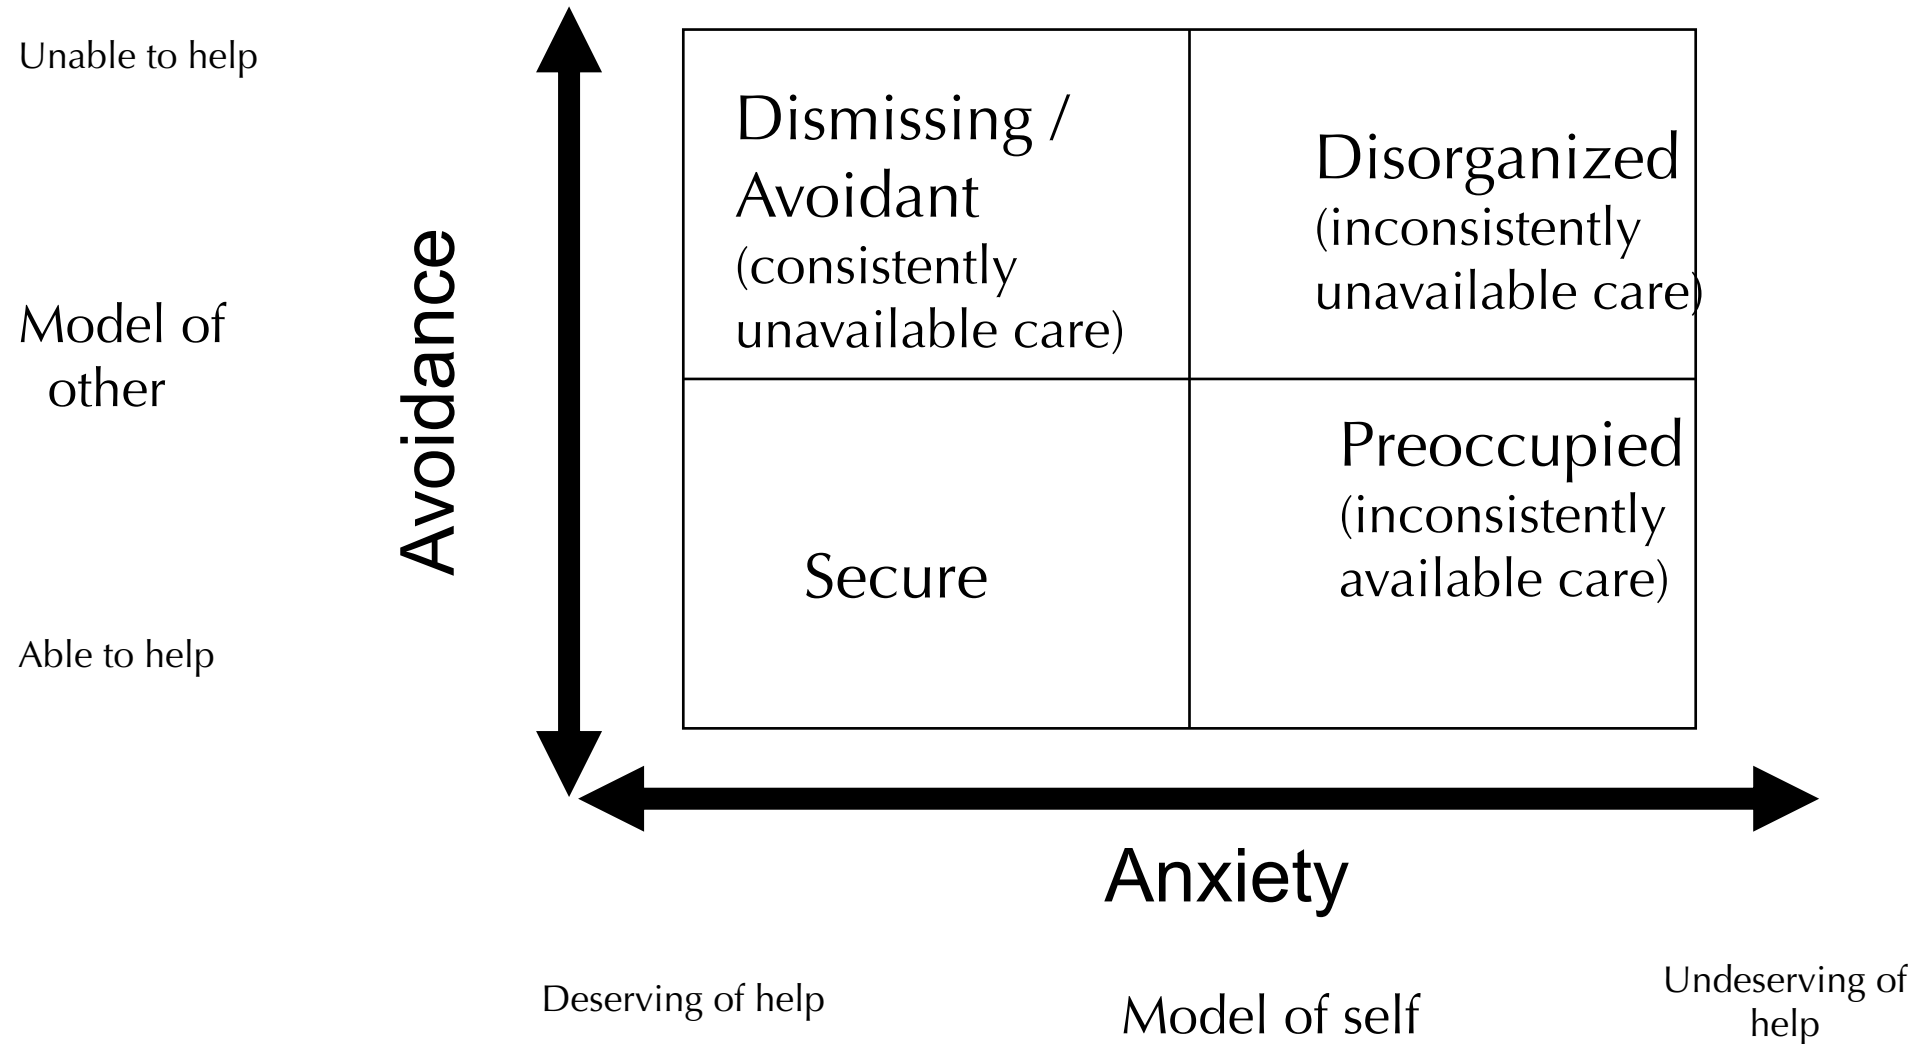 Unable to help
Model of
other
Able to help
Avoidance
Dismissing /
Avoidant
(consistently
unavailable care)
Disorganized
(inconsistently
unavailable care)
Secure
Preoccupied
(inconsistently
available care)
Anxiety
Deserving of help
Model of self
Undeserving of
help